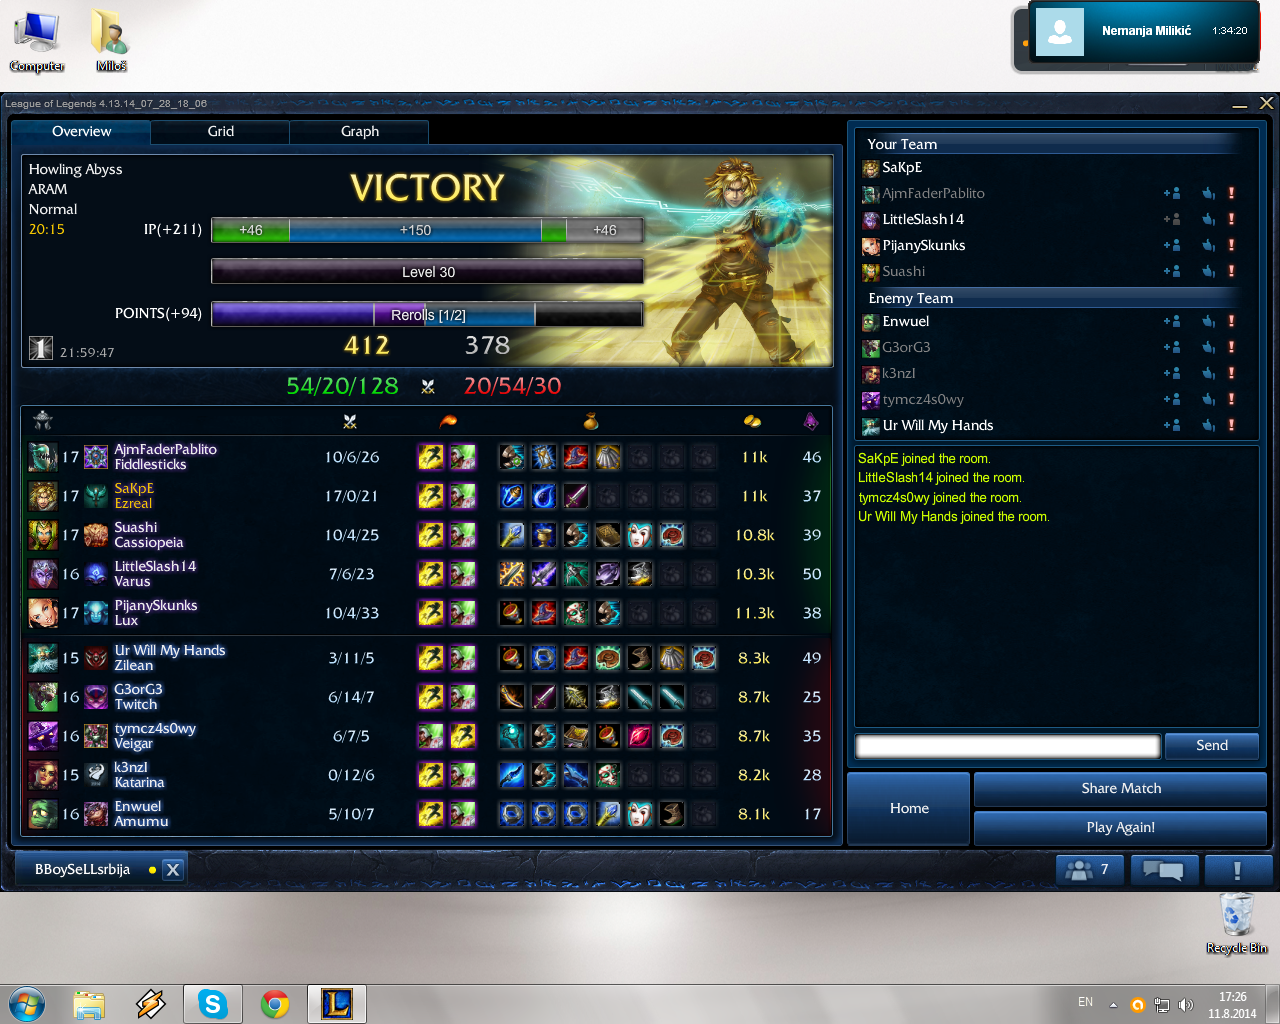 Computer
Miloš
Nemanja Milikić
1:34:20
League of Legends 4.13.14_07_28_18_06
Overview
Grid
Graph
Howling Abyss
ARAM
Normal
20:15
VICTORY
IP(+211)
+46
+150
+46
Level 30
POINTS(+94)
Rerolls [1/2]
1
21:59:47
412
378
54/20/128
20/54/30
17
AjmFaderPablito
Fiddlesticks
10/6/26
11k
46
17
SaKpE
Ezreal
17/0/21
11k
37
17
Suashi
Cassiopeia
10/4/25
10.8k
39
16
LittleSlash14
Varus
7/6/23
10.3k
50
17
PijanySkunks
Lux
10/4/33
11.3k
38
15
Ur Will My Hands
Zilean
3/11/5
8.3k
49
16
G3orG3
Twitch
6/14/7
8.7k
25
16
tymcz4s0wy
Veigar
6/7/5
8.7k
35
15
k3nzI
Katarina
0/12/6
8.2k
28
16
Enwuel
Amumu
5/10/7
8.1k
17
Your Team
SaKpE
AjmFaderPablito
LittleSlash14
PijanySkunks
Suashi
Enemy Team
Enwuel
G3orG3
k3nzI
tymcz4s0wy
Ur Will My Hands
SaKpE joined the room.
LittleSlash14 joined the room.
tymcz4s0wy joined the room.
Ur Will My Hands joined the room.
Send
Home
Share Match
Play Again!
BBoySeLLsrbija
X
7
Recycle Bin
EN
17:26
11.8.2014